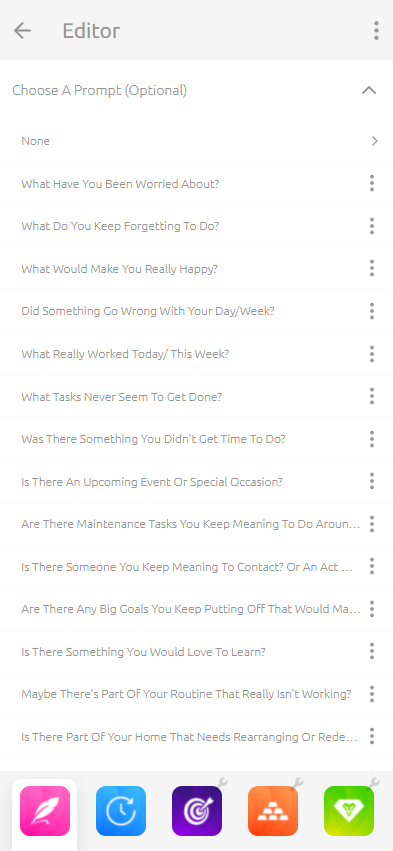 Editor
Choose A Prompt (Optional)
None
What Have You Been Worried About?
What Do You Keep Forgetting To Do?
What Would Make You Really Happy?
Did Something Go Wrong With Your Day/Week?
What Really Worked Today/ This Week?
What Tasks Never Seem To Get Done?
Was There Something You Didn't Get Time To Do?
Is There An Upcoming Event Or Special Occasion?
Are There Maintenance Tasks You Keep Meaning To Do Aroun...
Is There Someone You Keep Meaning To Contact? Or An Act ...
Are There Any Big Goals You Keep Putting Off That Would Ma...
Is There Something You Would Love To Learn?
Maybe There's Part Of Your Routine That Really Isn't Working?
Is There Part Of Your Home That Needs Rearranging Or Rede...